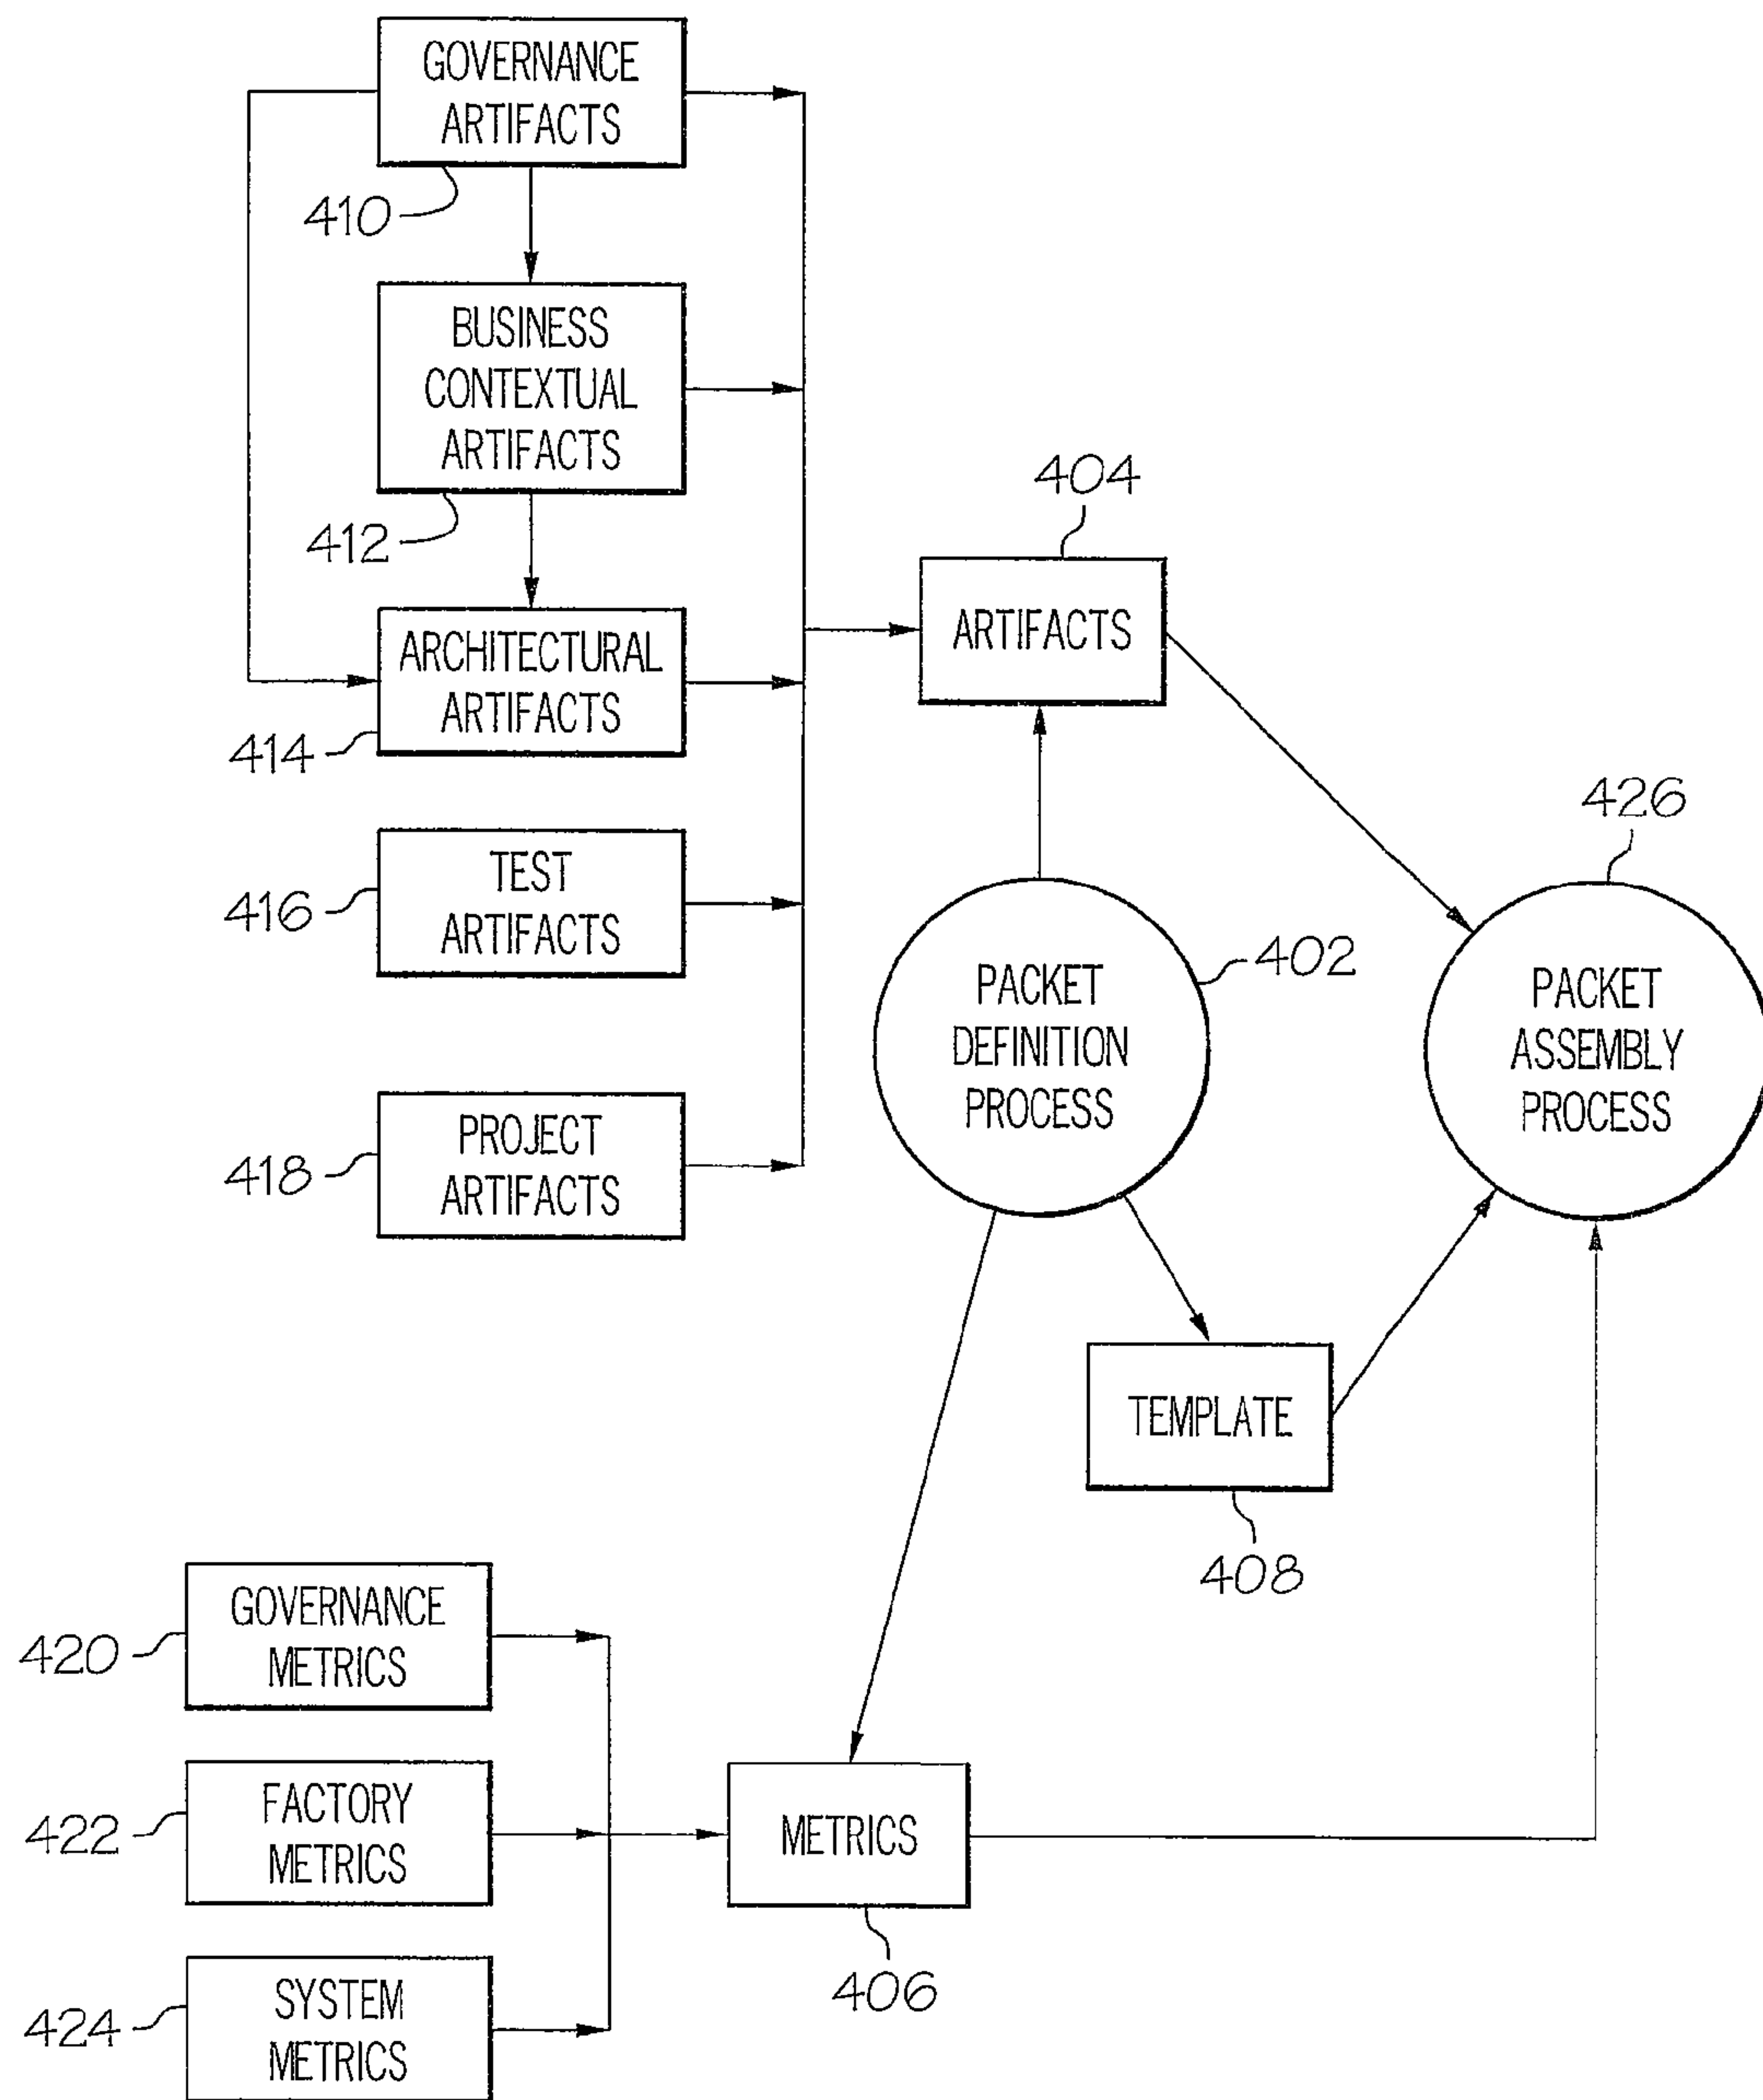 GOVERNANCE
ARTIFACTS
410
BUSINESS
CONTEXTUAL
ARTIFACTS
412
ARCHITECTURAL
ARTIFACTS
414
TEST
ARTIFACTS
416
PROJECT
ARTIFACTS
418
404
ARTIFACTS
402
PACKET
DEFINITION
PROCESS
426
PACKET
ASSEMBLY
PROCESS
TEMPLATE
408
GOVERNANCE
METRICS
420
FACTORY
METRICS
422
SYSTEM
METRICS
424
METRICS
406